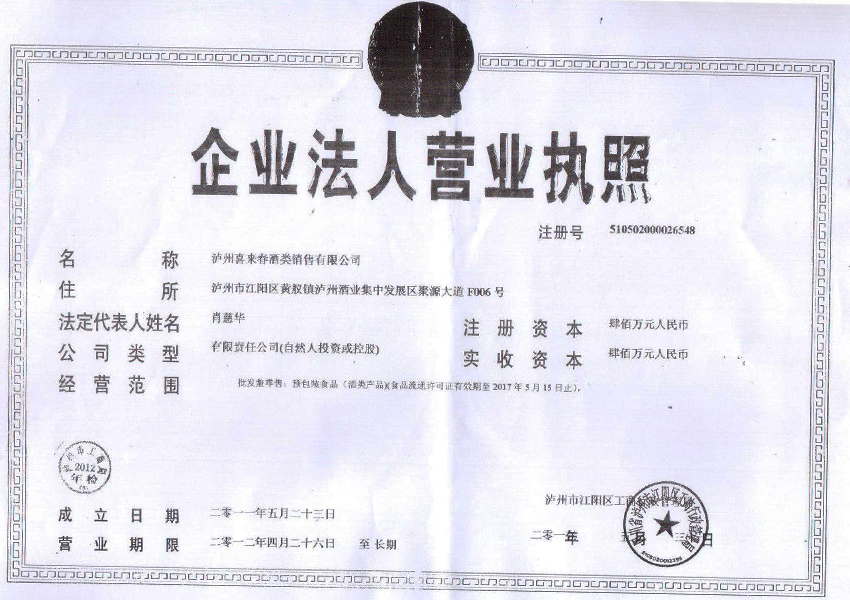 企业法人营业执照
注册号 510502000026548
名称 泸州喜来春酒类销售有限公司
住所 泸州市江阳区黄舣镇泸州酒业集中发展区聚源大道F006号
法定代表人姓名 肖慈华
注册资本 肆佰万元人民币
公司类型 有限责任公司(自然人投资或控股)
实收资本 肆佰万元人民币
经营范围 批发兼零售：预包装食品（酒类产品)(食品流通许可证有效期至2017年5月15日止)。
2012
年检
泸州市江阳区工商
成立日期 二零一一年五月二十三日
营业期限 二零一二年四月二十六日 至 长期
二零一 年 五月 三 日